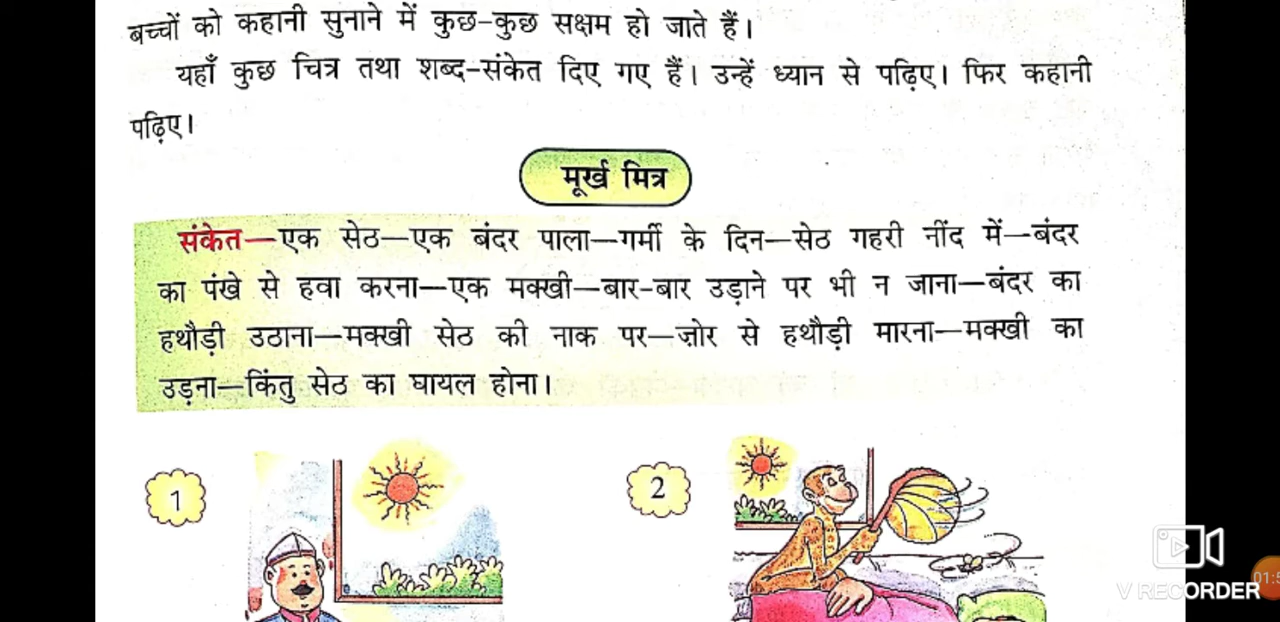 बच्चों को कहानी सुनाने में कुछ-कुछ सक्षम हो जाते हैं।
यहाँ कुछ चित्र तथा शब्द-संकेत दिए गए हैं। उन्हें ध्यान से पढ़िए। फिर कहानी
पढ़िए।
मूर्ख मित्र
संकेत—एक सेठ—एक बंदर पाला—गर्मी के दिन—सेठ गहरी नींद में—बंदर
का पंखे से हवा करना—एक मक्खी—बार-बार उड़ाने पर भी न जाना—बंदर का
हथौड़ी उठाना—मक्खी सेठ की नाक पर—ज़ोर से हथौड़ी मारना—मक्खी का
उड़ना—किंतु सेठ का घायल होना।
1
2
V RECORDER